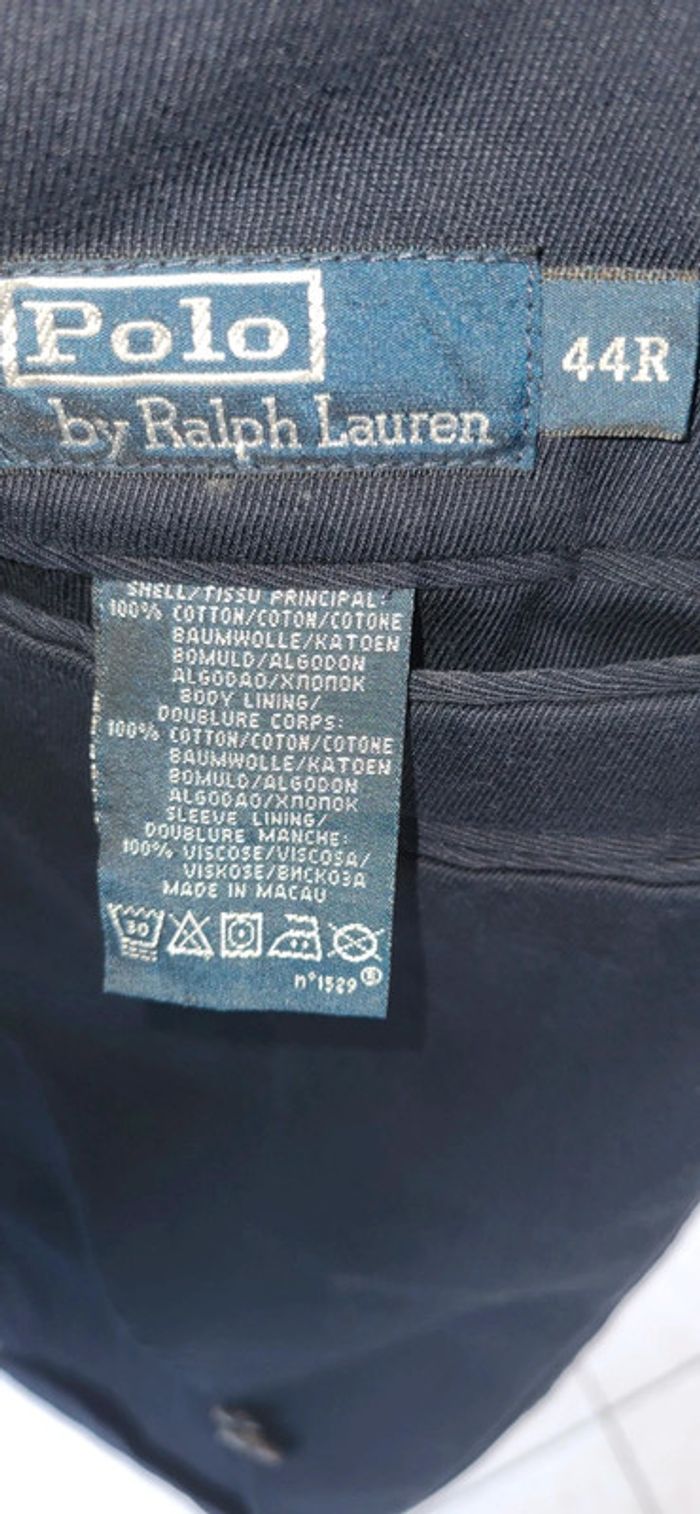 Polo
by Ralph Lauren
44R
SHELL/TISSU PRINCIPAL:
100% COTTON/COTON/COTONE
BAUMWOLLE/KATOEN
BOMULD/ALGODON
ALGODAO/ХЛОПОК
BODY LINING/
DOUBLURE CORPS:
100% COTTON/COTON/COTONE
BAUMWOLLE/KATOEN
BOMULD/ALGODON
ALGODAO/ХЛОПОК
SLEEVE LINING/
DOUBLURE MANCHE:
100% VISCOSE/VISCOSA/
VISKOSE/ВИСКОЗА
MADE IN MACAU
30
n°1529®